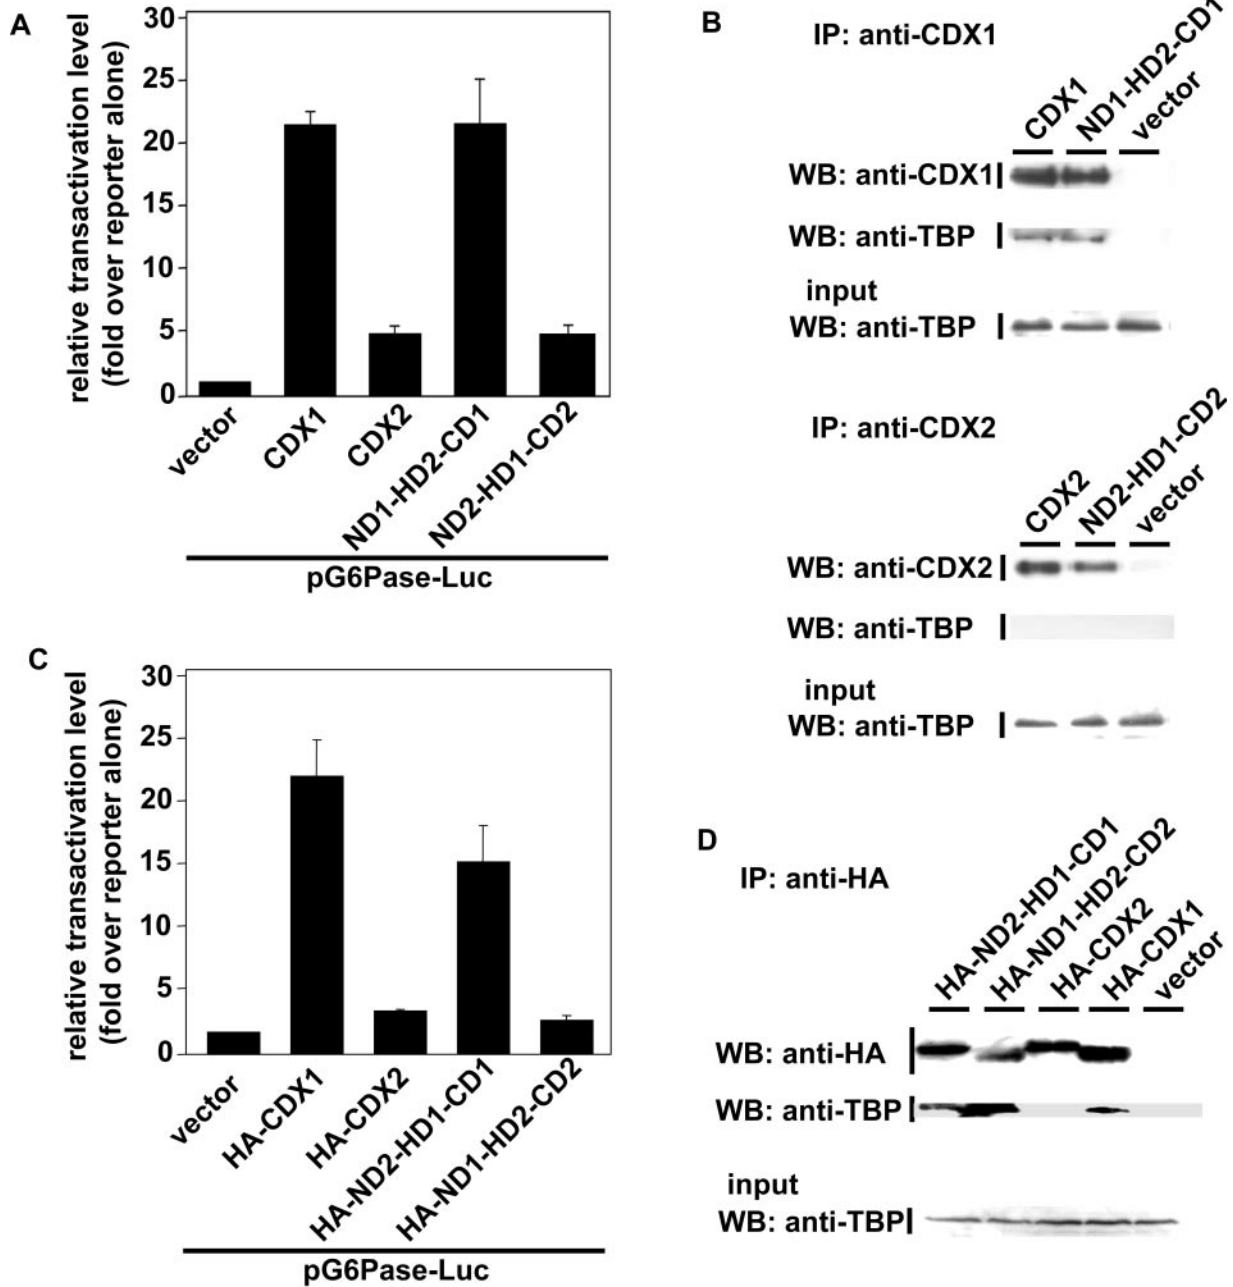 A
relative transactivation level
(fold over reporter alone)
30
25
20
15
10
5
0
vector
CDX1
CDX2
ND1-HD2-CD1
ND2-HD1-CD2
pG6Pase-Luc
B
IP: anti-CDX1
CDX1
ND1-HD2-CD1
vector
WB: anti-CDX1
WB: anti-TBP
input
WB: anti-TBP
IP: anti-CDX2
CDX2
ND2-HD1-CD2
vector
WB: anti-CDX2
WB: anti-TBP
input
WB: anti-TBP
C
relative transactivation level
(fold over reporter alone)
30
25
20
15
10
5
0
vector
HA-CDX1
HA-CDX2
HA-ND2-HD1-CD1
HA-ND1-HD2-CD2
pG6Pase-Luc
D
IP: anti-HA
HA-ND2-HD1-CD1
HA-ND1-HD2-CD2
HA-CDX2
HA-CDX1
vector
WB: anti-HA
WB: anti-TBP
input
WB: anti-TBP